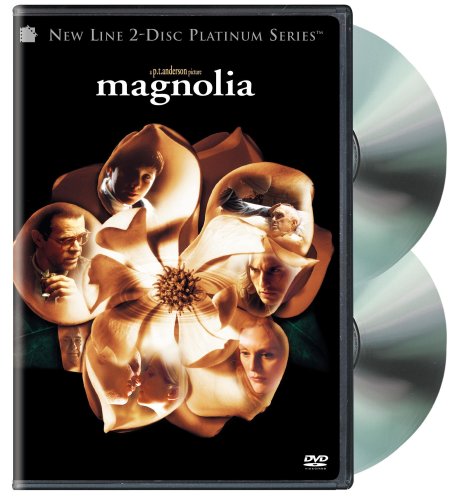 NEW LINE 2-DISC PLATINUM SERIES™
a p.t.anderson picture
magnolia
DVD